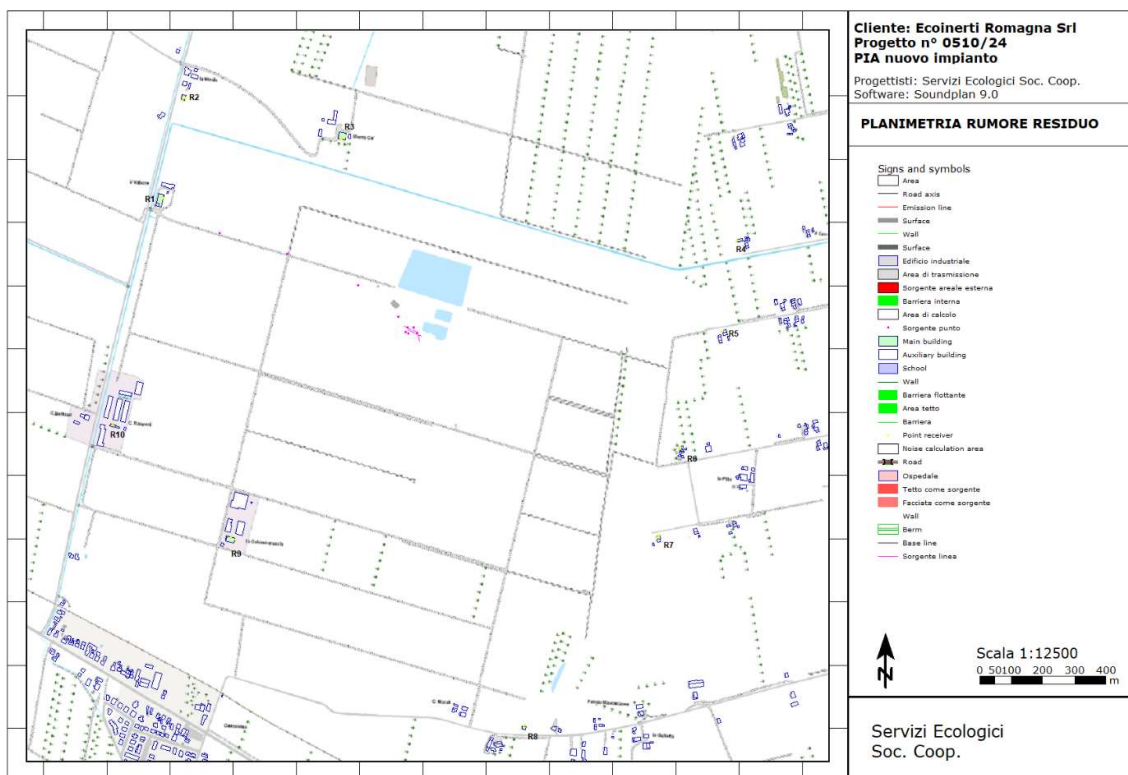 Cliente: Ecoinerti Romagna Srl
Progetto n° 0510/24
PIA nuovo impianto
Progettisti: Servizi Ecologici Soc. Coop.
Software: Soundplan 9.0
PLANIMETRIA RUMORE RESIDUO
Signs and symbols
Area
Road axis
Emission line
Surface
Wall
Surface
Edificio industriale
Area di trasmissione
Sorgente areale esterna
Barriera interna
Area di calcolo
Sorgente punto
Main building
Auxiliary building
School
Wall
Barriera flottante
Area tetto
Barriera
Point receiver
Noise calculation area
Road
Ospedale
Tetto come sorgente
Facciata come sorgente
Wall
Berm
Base line
Sorgente linea
N
Scala 1:12500
0 50100 200 300 400
m
Servizi Ecologici
Soc. Coop.
R2
R3
R1
R4
R5
R10
R6
R9
R7
R8